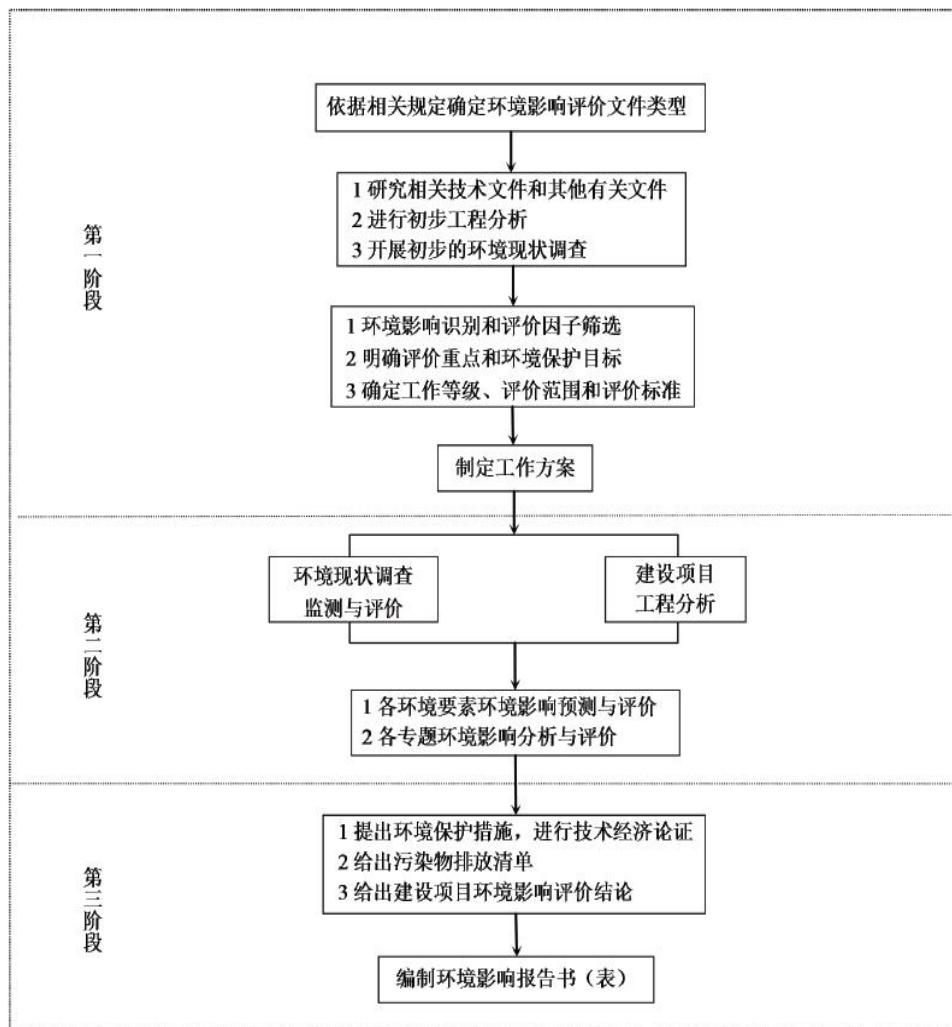 依据相关规定确定环境影响评价文件类型
1 研究相关技术文件和其他有关文件
2 进行初步工程分析
3 开展初步的环境现状调查
第一阶段
1 环境影响识别和评价因子筛选
2 明确评价重点和环境保护目标
3 确定工作等级、评价范围和评价标准
制定工作方案
环境现状调查
监测与评价
建设项目
工程分析
第二阶段
1 各环境要素环境影响预测与评价
2 各专题环境影响分析与评价
1 提出环境保护措施，进行技术经济论证
2 给出污染物排放清单
3 给出建设项目环境影响评价结论
第三阶段
编制环境影响报告书（表）